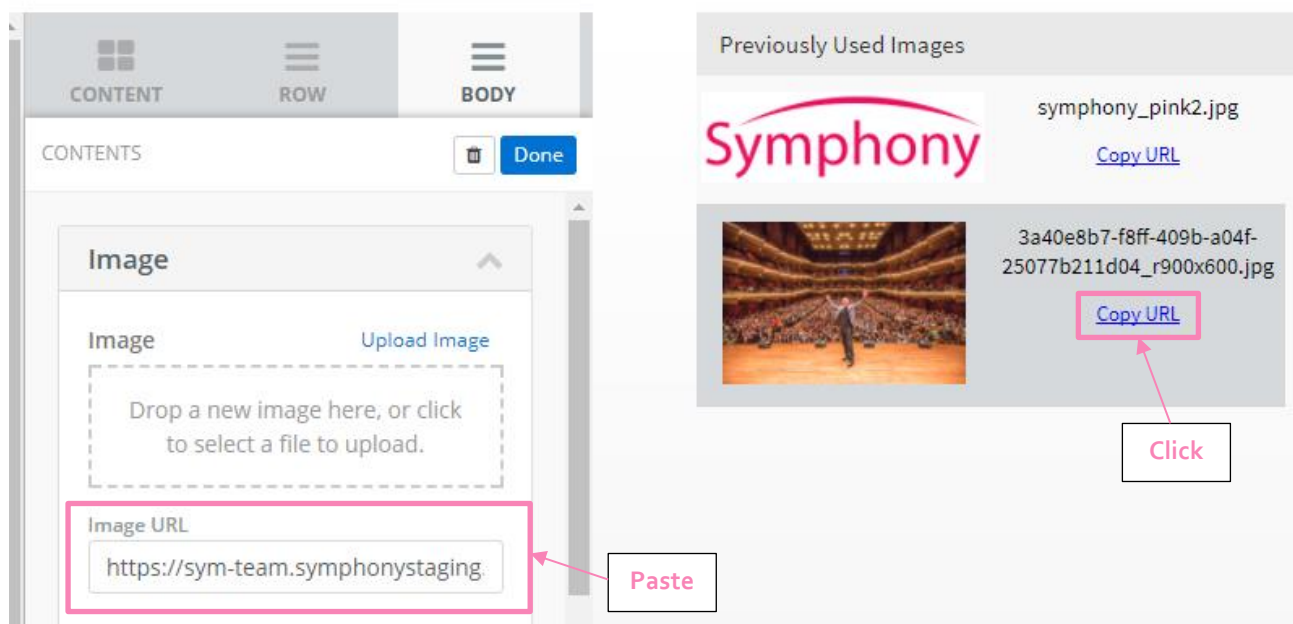 CONTENT ROW BODY
CONTENTS
Done
Image
Image Upload Image
Drop a new image here, or click
to select a file to upload.
Image URL
https://sym-team.symphonystaging.
Paste
Previously Used Images
Symphony
symphony_pink2.jpg
Copy URL
3a40e8b7-f8ff-409b-a04f-
25077b211d04_r900x600.jpg
Copy URL
Click